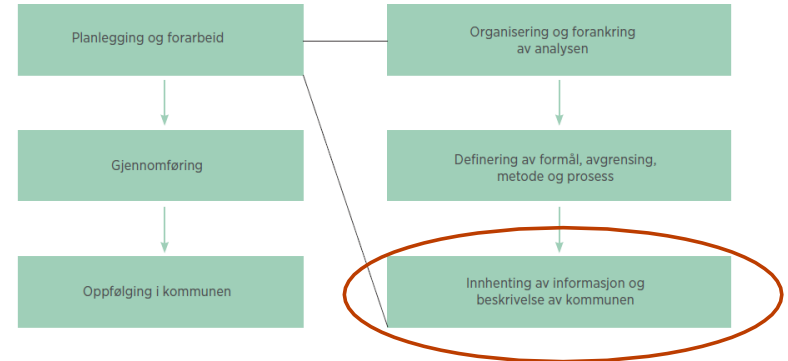 Planlegging og forarbeid
Gjennomføring
Oppfølging i kommunen
Organisering og forankring
av analysen
Definering av formål, avgrensing,
metode og prosess
Innhenting av informasjon og
beskrivelse av kommunen